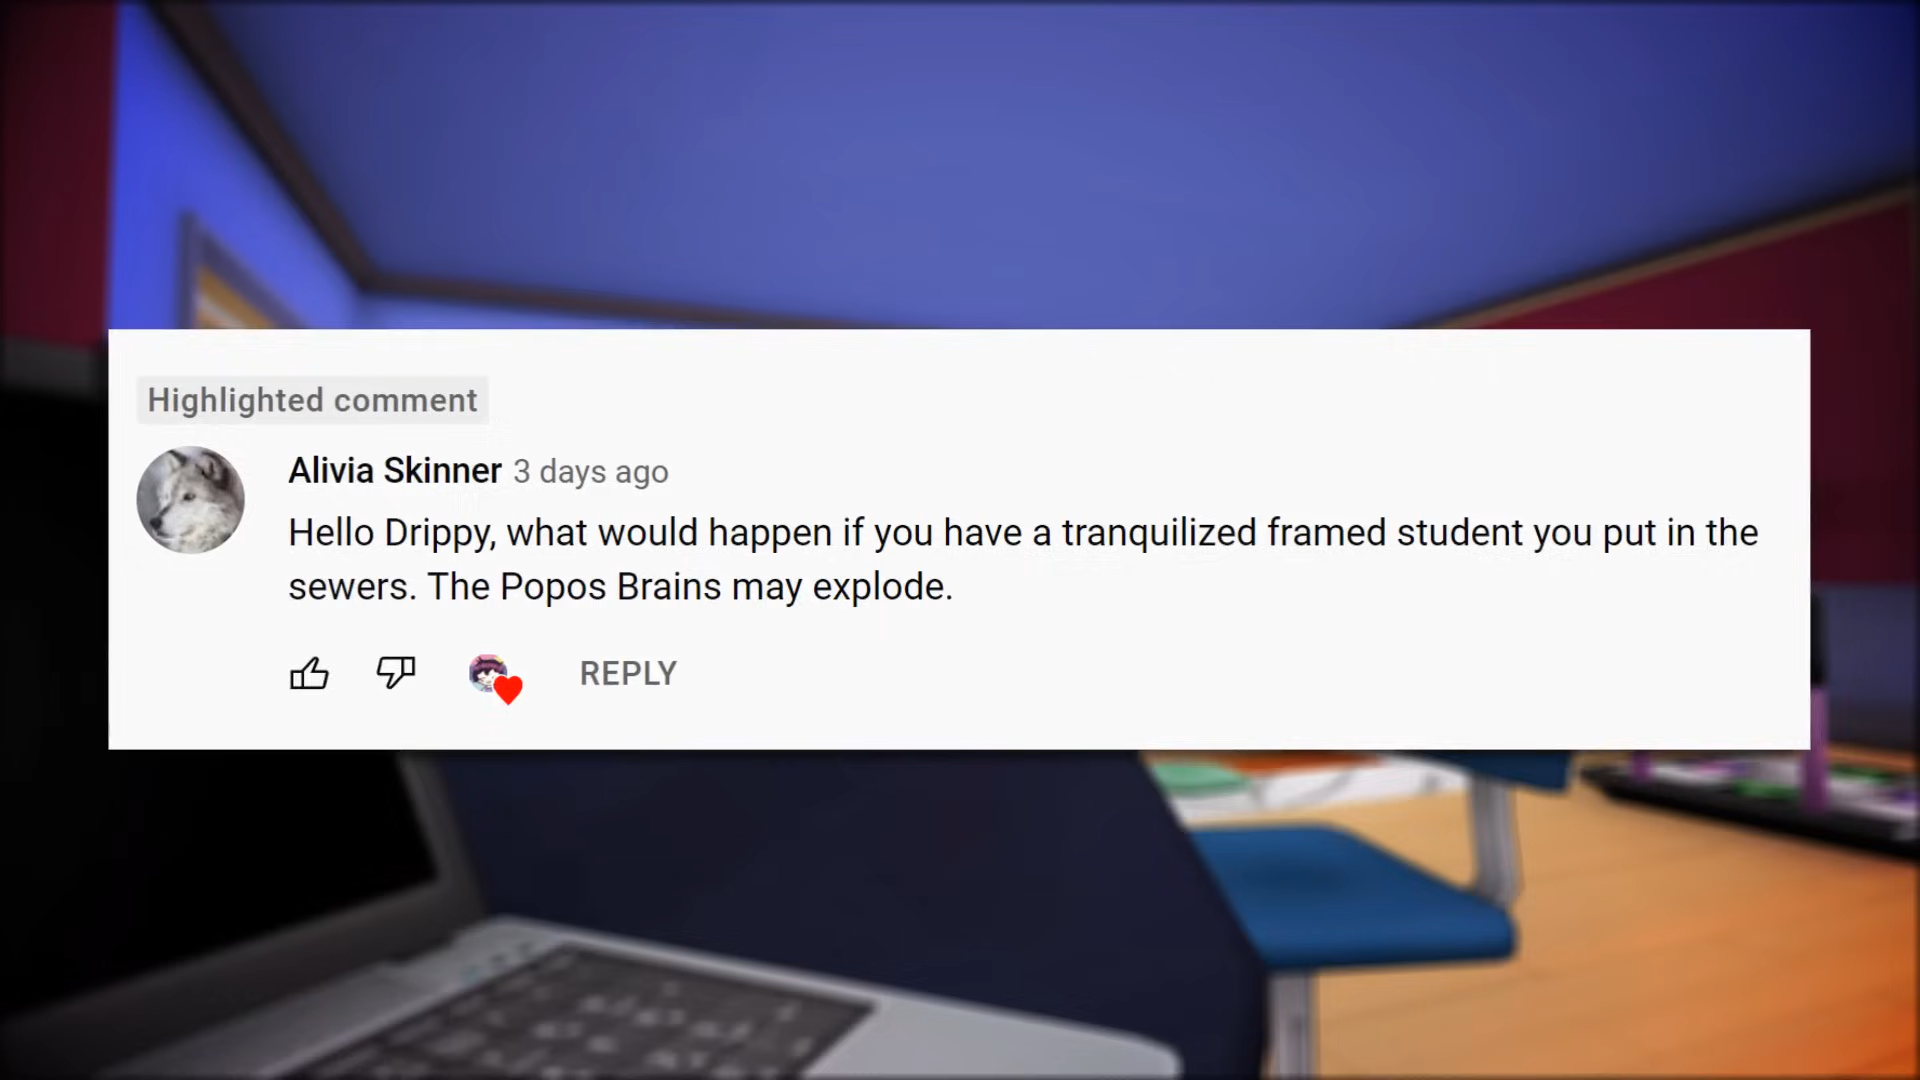 Highlighted comment
Alivia Skinner 3 days ago
Hello Drippy, what would happen if you have a tranquilized framed student you put in the
sewers. The Popos Brains may explode.
REPLY